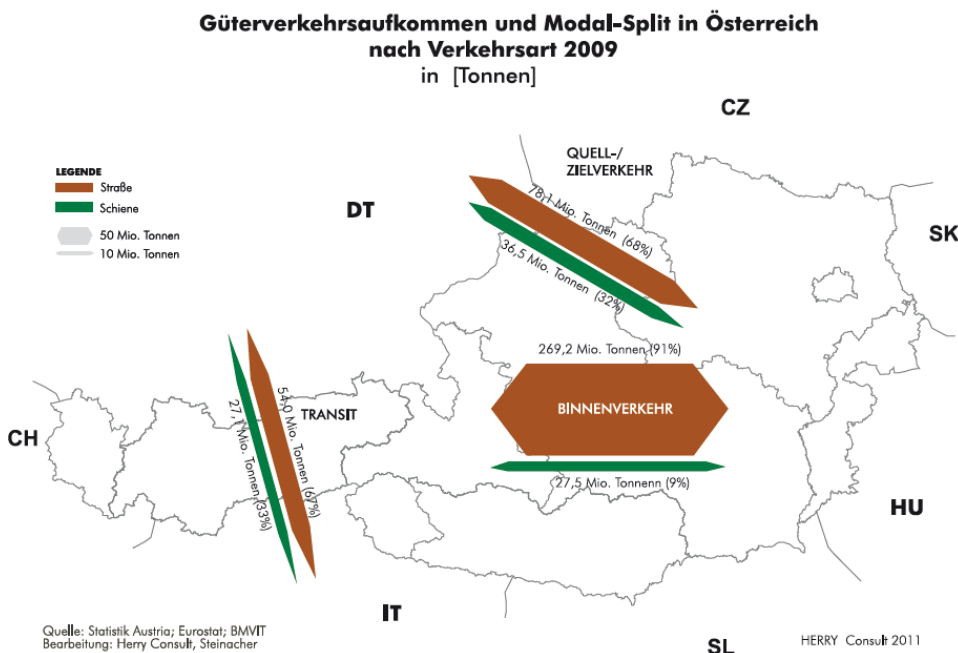 Güterverkehrsaufkommen und Modal-Split in Österreich
nach Verkehrsart 2009
in [Tonnen]
CZ
QUELL-/
ZIELVERKEHR
LEGENDE
Straße
Schiene
50 Mio. Tonnen
10 Mio. Tonnen
DT
SK
78,1 Mio. Tonnen (68%)
36,5 Mio. Tonnen (32%)
269,2 Mio. Tonnen (91%)
BINNENVERKEHR
27,5 Mio. Tonnenn (9%)
TRANSIT
54,0 Mio. Tonnen (67%)
27,1 Mio. Tonnen (33%)
CH
HU
IT
SL
Quelle: Statistik Austria; Eurostat; BMVIT
Bearbeitung: Herry Consult, Steinacher
HERRY Consult 2011